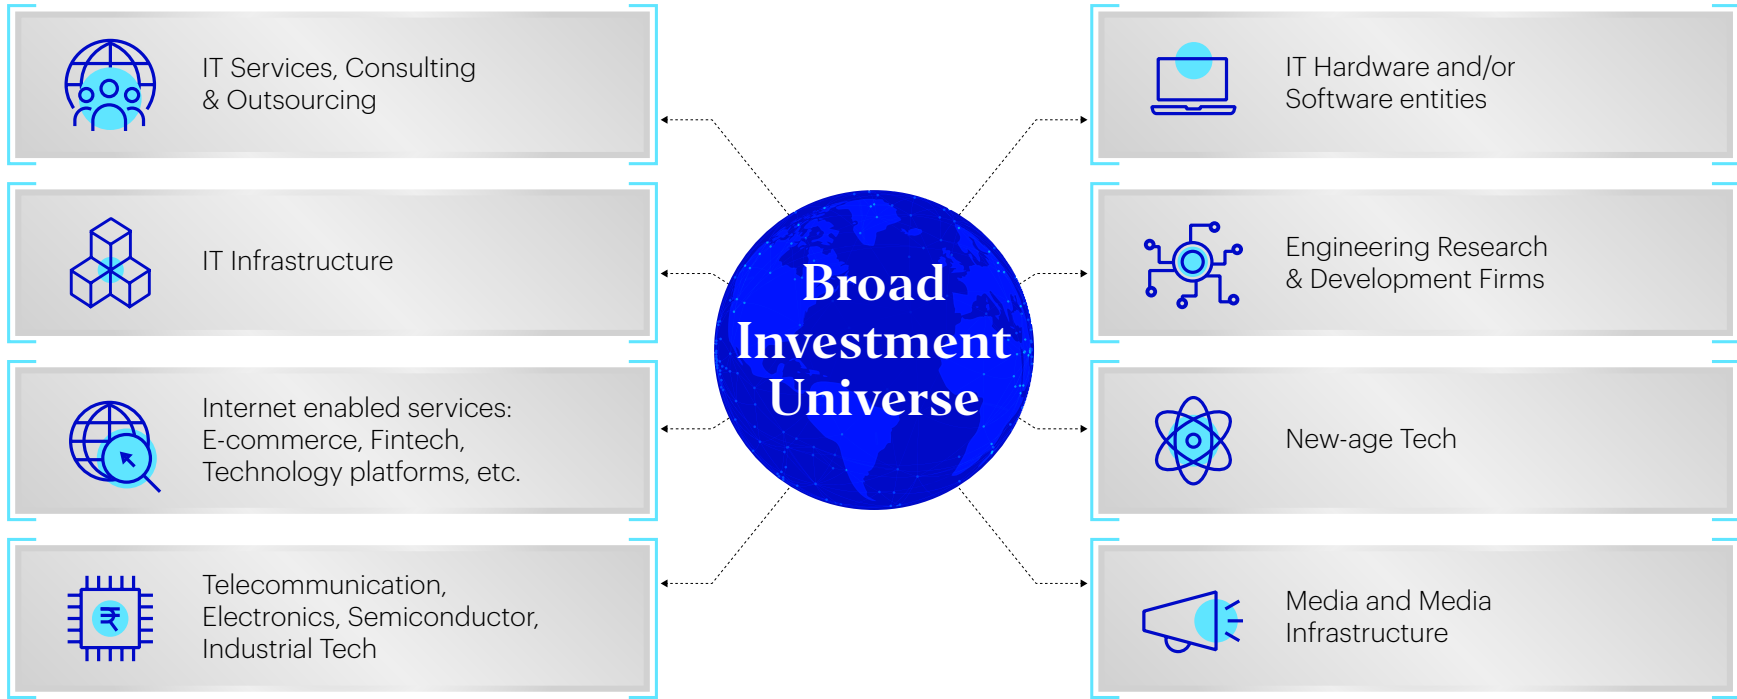 IT Services, Consulting
& Outsourcing
IT Infrastructure
Internet enabled services:
E-commerce, Fintech,
Technology platforms, etc.
₹
Telecommunication,
Electronics, Semiconductor,
Industrial Tech
Broad
Investment
Universe
IT Hardware and/or
Software entities
Engineering Research
& Development Firms
New-age Tech
Media and Media
Infrastructure